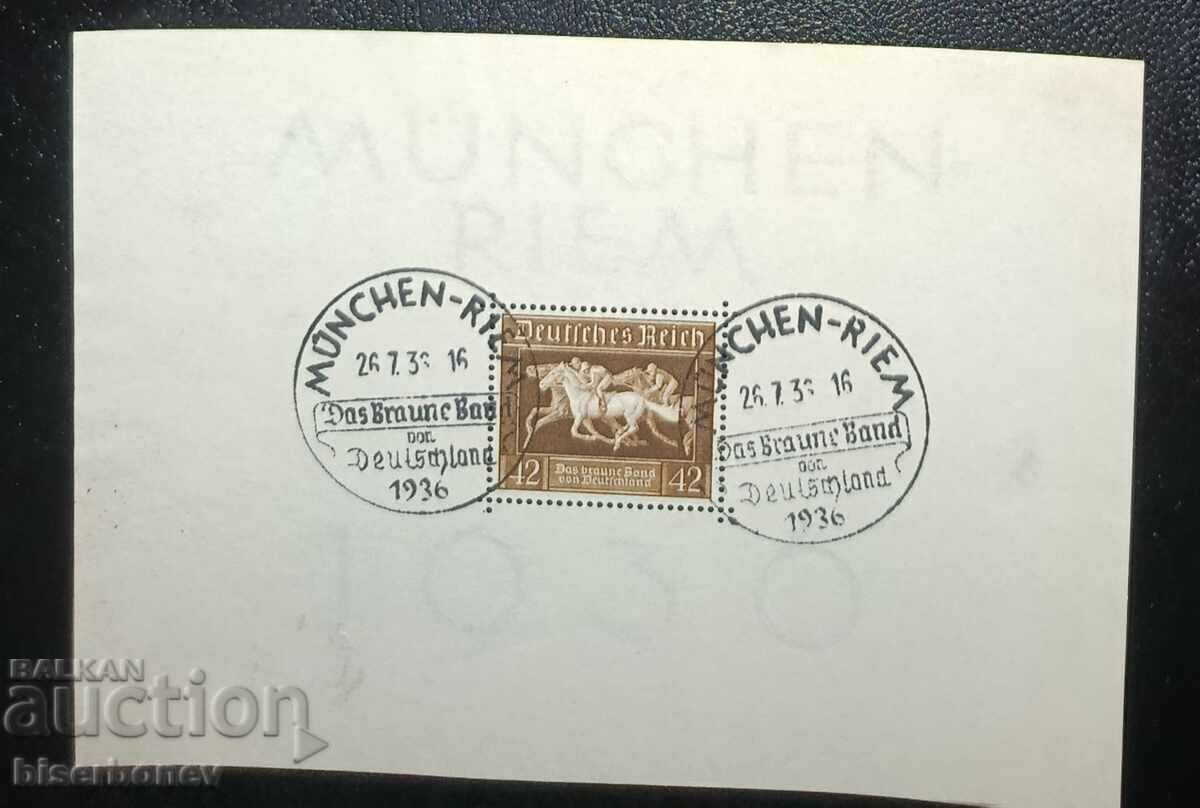 MÜNCHEN
RIEM
MÜNCHEN-RIEM
26.7.36 16
Das Braune Band
von
Deutschland
1936
Deutsches Reich
42 Das braune Band 42
von Deutschland
MÜNCHEN-RIEM
26.7.36 16
Das Braune Band
von
Deutschland
1936
BALKAN
auction
biserbonev